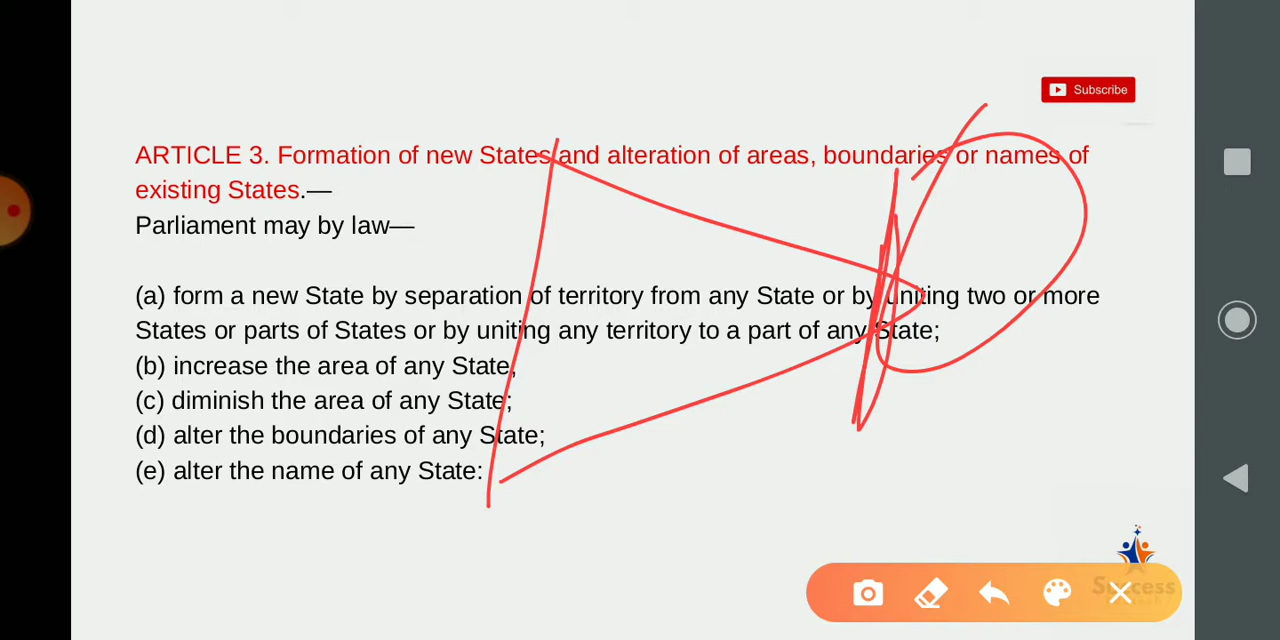 Subscribe
ARTICLE 3. Formation of new States and alteration of areas, boundaries or names of
existing States.—
Parliament may by law—
(a) form a new State by separation of territory from any State or by uniting two or more
States or parts of States or by uniting any territory to a part of any State;
(b) increase the area of any State;
(c) diminish the area of any State;
(d) alter the boundaries of any State;
(e) alter the name of any State:
Success